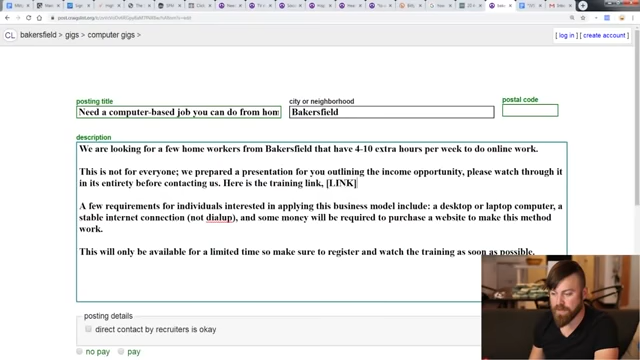 post.craigslist.org
CL bakersfield > gigs > computer gigs >
[ log in ] [ create account ]
posting title
city or neighborhood
postal code
Need a computer-based job you can do from hom
Bakersfield
description
We are looking for a few home workers from Bakersfield that have 4-10 extra hours per week to do online work.
This is not for everyone; we prepared a presentation for you outlining the income opportunity, please watch through it
in its entirety before contacting us. Here is the training link, [LINK]
A few requirements for individuals interested in applying this business model include: a desktop or laptop computer, a
stable internet connection (not dialup), and some money will be required to purchase a website to make this method
work.
This will only be available for a limited time so make sure to register and watch the training as soon as possible.
posting details
direct contact by recruiters is okay
no pay
pay